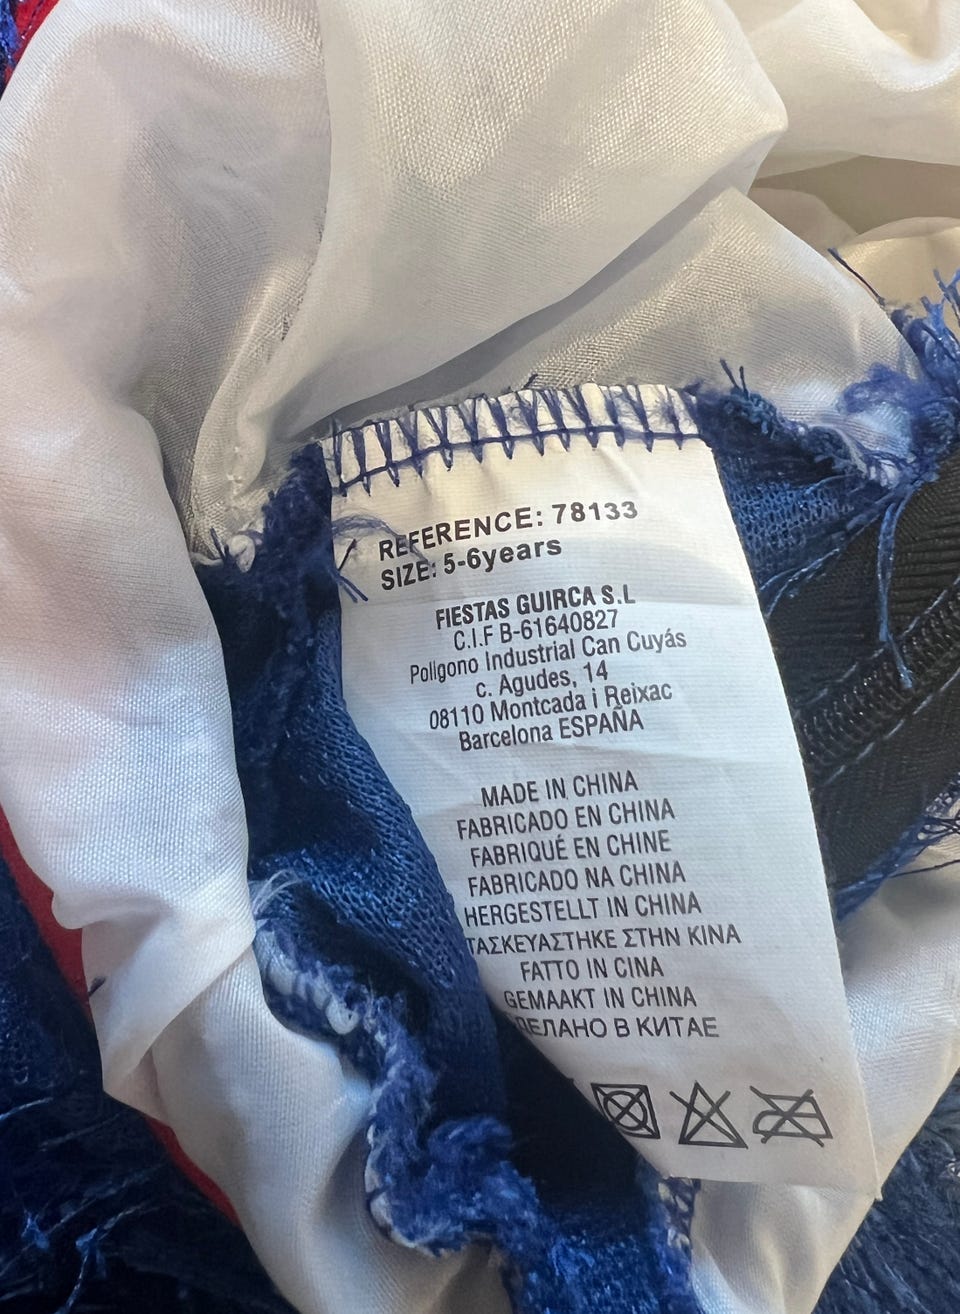 REFERENCE: 78133
SIZE: 5-6years
FIESTAS GUIRCA S.L
C.I.F B-61640827
Poligono Industrial Can Cuyás
c. Agudes, 14
08110 Montcada i Reixac
Barcelona ESPAÑA
MADE IN CHINA
FABRICADO EN CHINA
FABRIQUÉ EN CHINE
FABRICADO NA CHINA
HERGESTELLT IN CHINA
ΤΑΣΚΕΥΑΣΤΗΚΕ ΣΤΗΝ ΚΙΝΑ
FATTO IN CINA
GEMAAKT IN CHINA
ДЕЛАНО В КИТАЕ